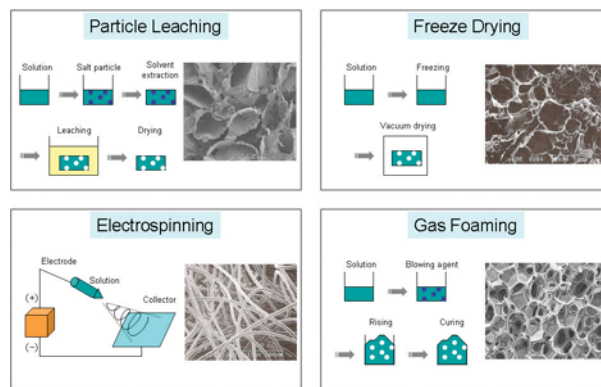 Particle Leaching
Solution
Salt particle
Solvent
extraction
Leaching
Drying
Freeze Drying
Solution
Freezing
Vacuum drying
Electrospinning
Electrode
Solution
Collector
(+)
(−)
Gas Foaming
Solution
Blowing agent
Rising
Curing